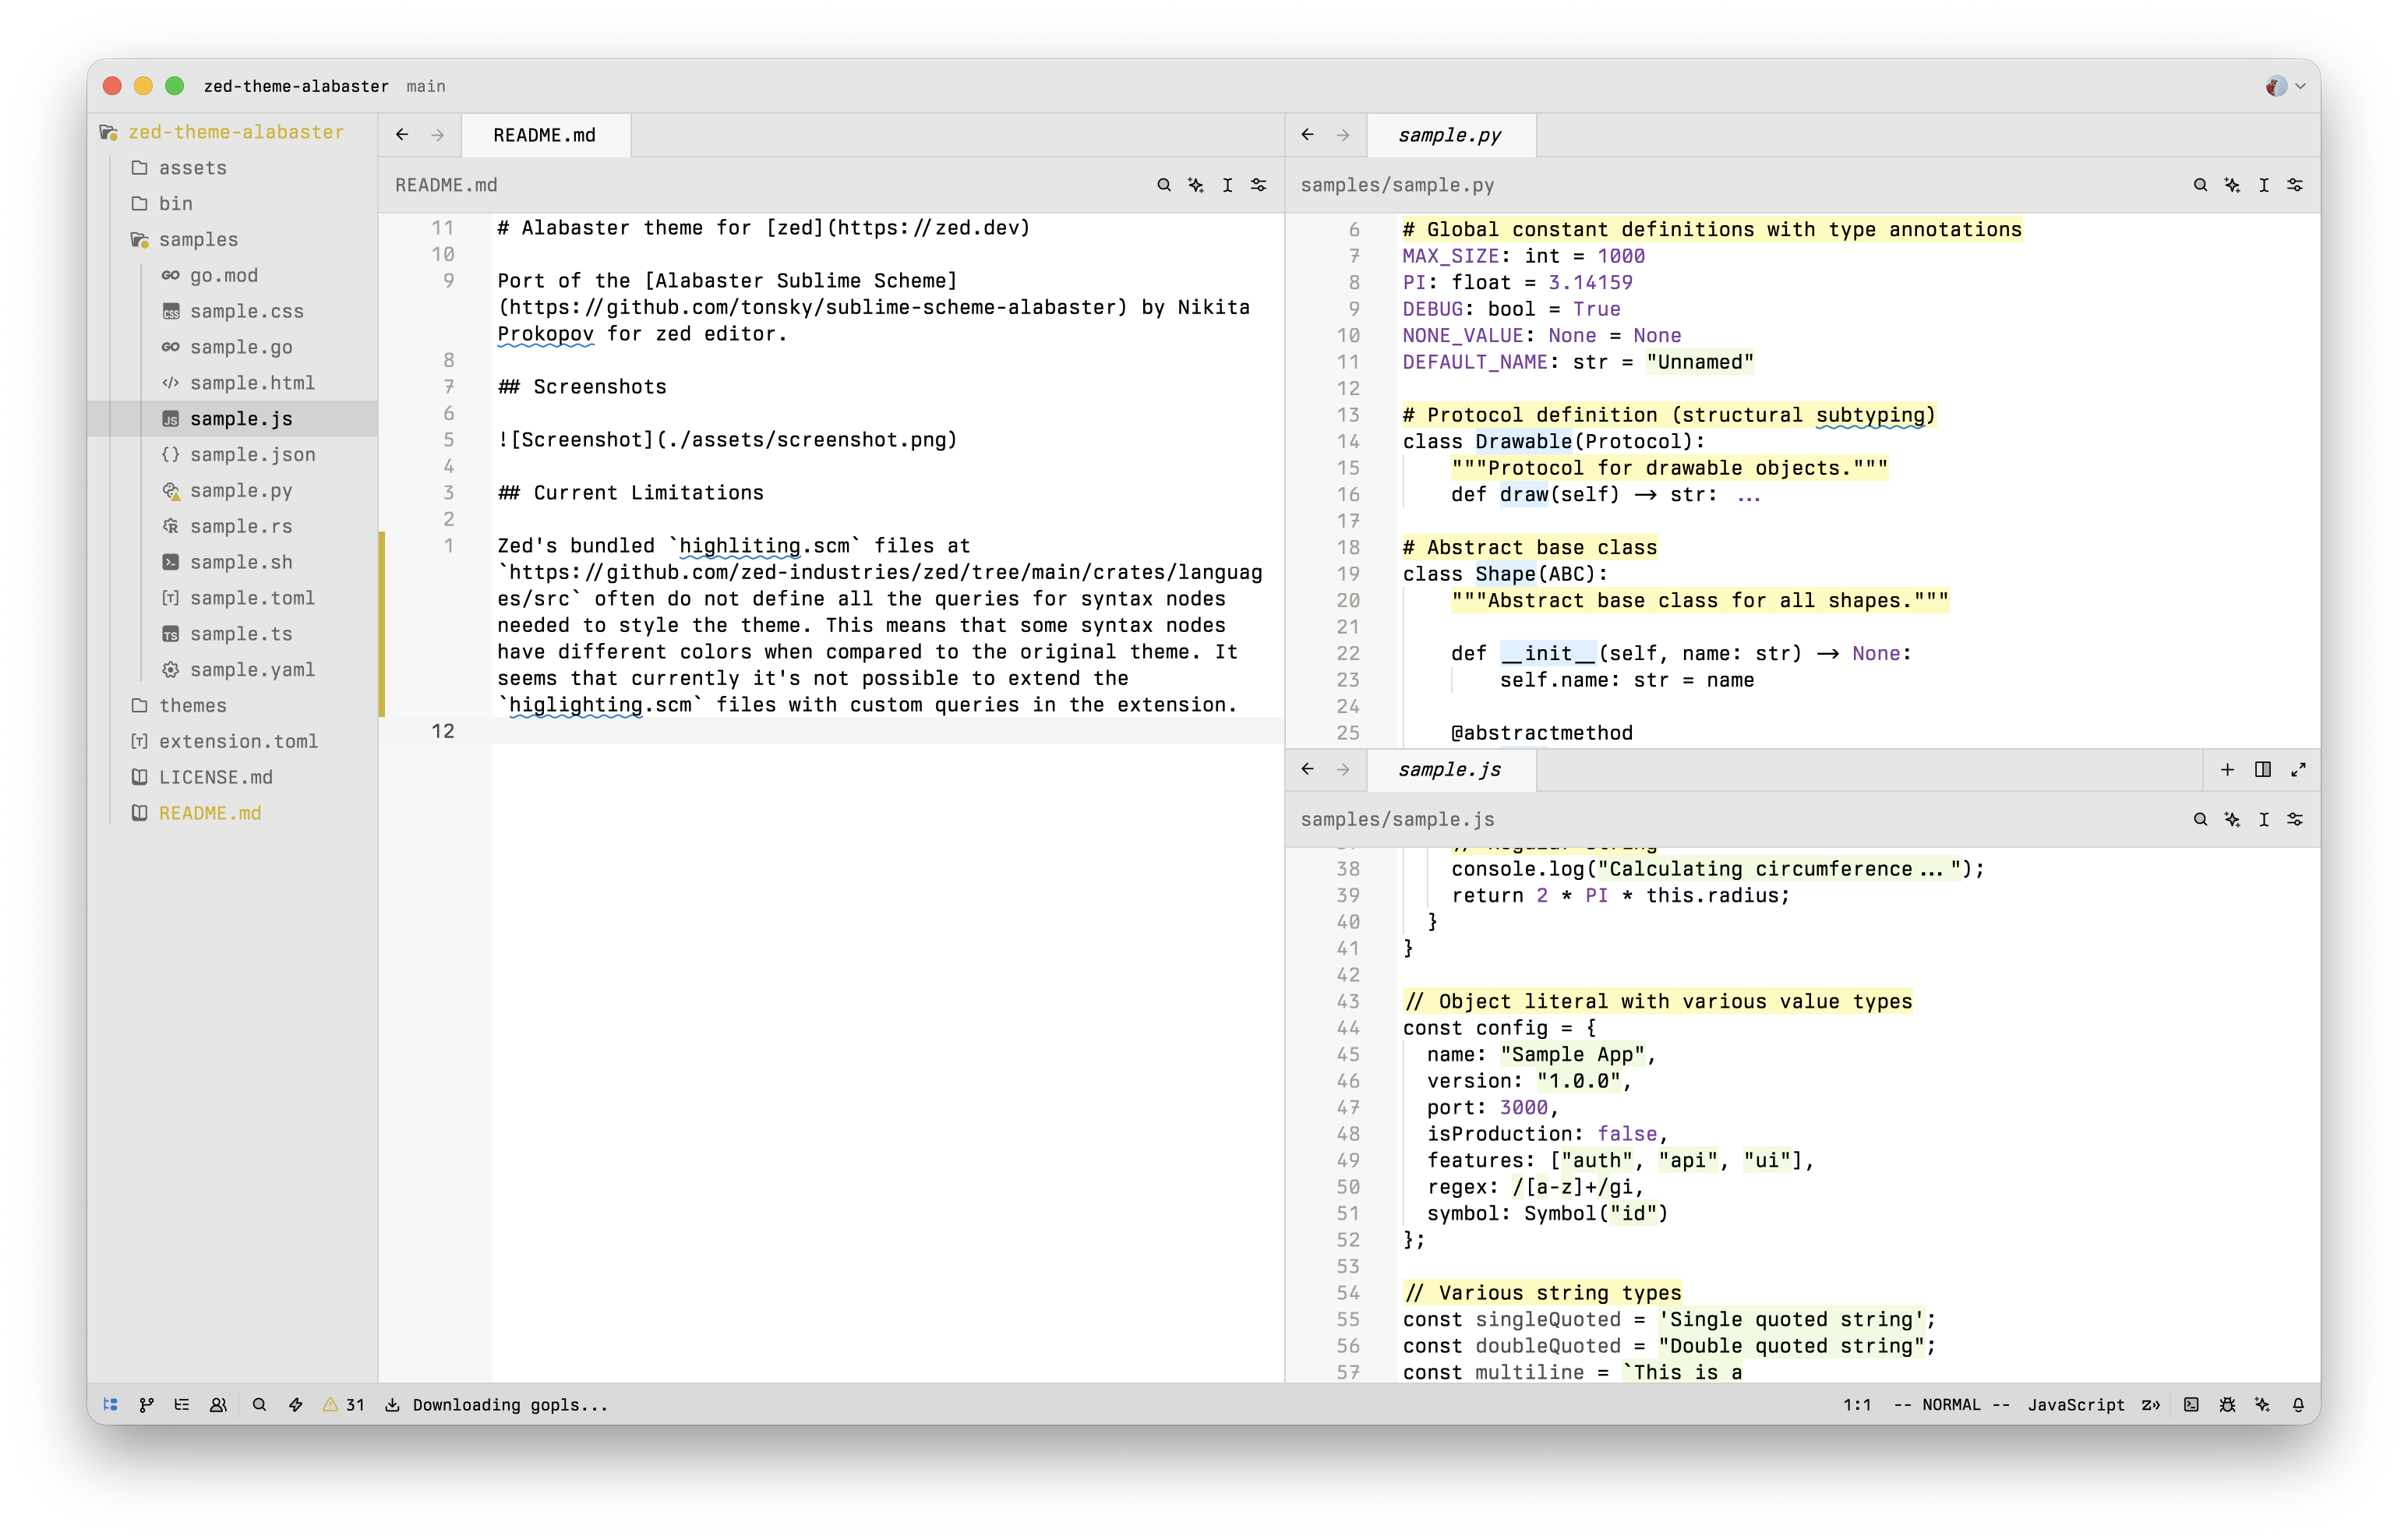 zed-theme-alabaster main
zed-theme-alabaster
assets
bin
samples
go.mod
sample.css
sample.go
sample.html
sample.js
sample.json
sample.py
sample.rs
sample.sh
sample.toml
sample.ts
sample.yaml
themes
extension.toml
LICENSE.md
README.md
README.md
README.md
11 # Alabaster theme for [zed](https://zed.dev)
10
9 Port of the [Alabaster Sublime Scheme]
(https://github.com/tonsky/sublime-scheme-alabaster) by Nikita
Prokopov for zed editor.
8
7 ## Screenshots
6
5 ![Screenshot](./assets/screenshot.png)
4
3 ## Current Limitations
2
1 Zed's bundled `highliting.scm` files at
`https://github.com/zed-industries/zed/tree/main/crates/languag
es/src` often do not define all the queries for syntax nodes
needed to style the theme. This means that some syntax nodes
have different colors when compared to the original theme. It
seems that currently it's not possible to extend the
`higlighting.scm` files with custom queries in the extension.
12
sample.py
samples/sample.py
6 # Global constant definitions with type annotations
7 MAX_SIZE: int = 1000
8 PI: float = 3.14159
9 DEBUG: bool = True
10 NONE_VALUE: None = None
11 DEFAULT_NAME: str = "Unnamed"
12
13 # Protocol definition (structural subtyping)
14 class Drawable(Protocol):
15 """Protocol for drawable objects."""
16 def draw(self) -> str: ...
17
18 # Abstract base class
19 class Shape(ABC):
20 """Abstract base class for all shapes."""
21
22 def __init__(self, name: str) -> None:
23 self.name: str = name
24
25 @abstractmethod
sample.js
samples/sample.js
37 // Regular string
38 console.log("Calculating circumference...");
39 return 2 * PI * this.radius;
40 }
41 }
42
43 // Object literal with various value types
44 const config = {
45 name: "Sample App",
46 version: "1.0.0",
47 port: 3000,
48 isProduction: false,
49 features: ["auth", "api", "ui"],
50 regex: /[a-z]+/gi,
51 symbol: Symbol("id")
52 };
53
54 // Various string types
55 const singleQuoted = 'Single quoted string';
56 const doubleQuoted = "Double quoted string";
57 const multiline = `This is a
31 Downloading gopls... 1:1 -- NORMAL -- JavaScript